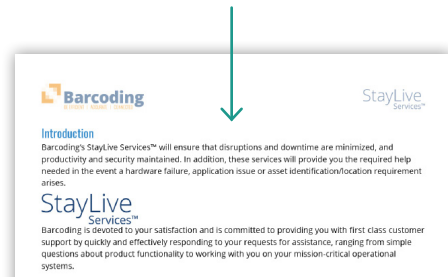 Barcoding
StayLive
Services™
Introduction
Barcoding's StayLive Services™ will ensure that disruptions and downtime are minimized, and
productivity and security maintained. In addition, these services will provide you the required help
needed in the event a hardware failure, application issue or asset identification/location requirement
arises.
StayLive
Services™
Barcoding is devoted to your satisfaction and is committed to providing you with first class customer
support by quickly and effectively responding to your requests for assistance, ranging from simple
questions about product functionality to working with you on your mission-critical operational
systems.